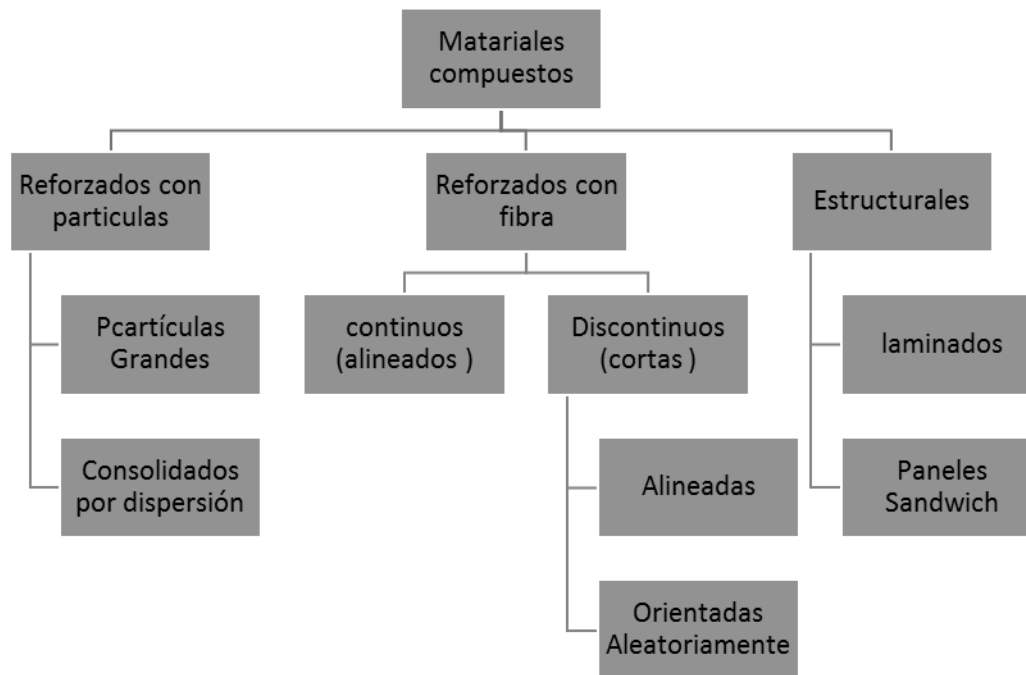 Matariales
compuestos
Reforzados con
particulas
Reforzados con
fibra
Estructurales
Pcartículas
Grandes
continuos
(alineados )
Discontinuos
(cortas )
laminados
Consolidados
por dispersión
Alineadas
Paneles
Sandwich
Orientadas
Aleatoriamente